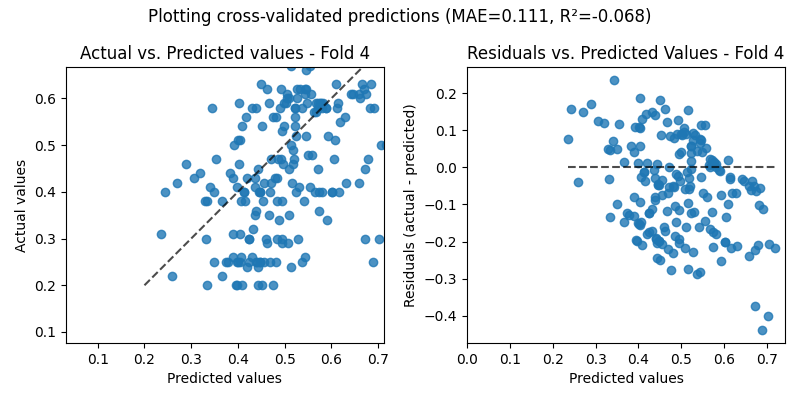 Plotting cross-validated predictions (MAE=0.111, R²=-0.068)
Actual vs. Predicted values - Fold 4
Actual values
0.6
0.5
0.4
0.3
0.2
0.1
0.1 0.2 0.3 0.4 0.5 0.6 0.7
Predicted values
Residuals vs. Predicted Values - Fold 4
Residuals (actual - predicted)
0.2
0.1
0.0
−0.1
−0.2
−0.3
−0.4
0.0 0.1 0.2 0.3 0.4 0.5 0.6 0.7
Predicted values